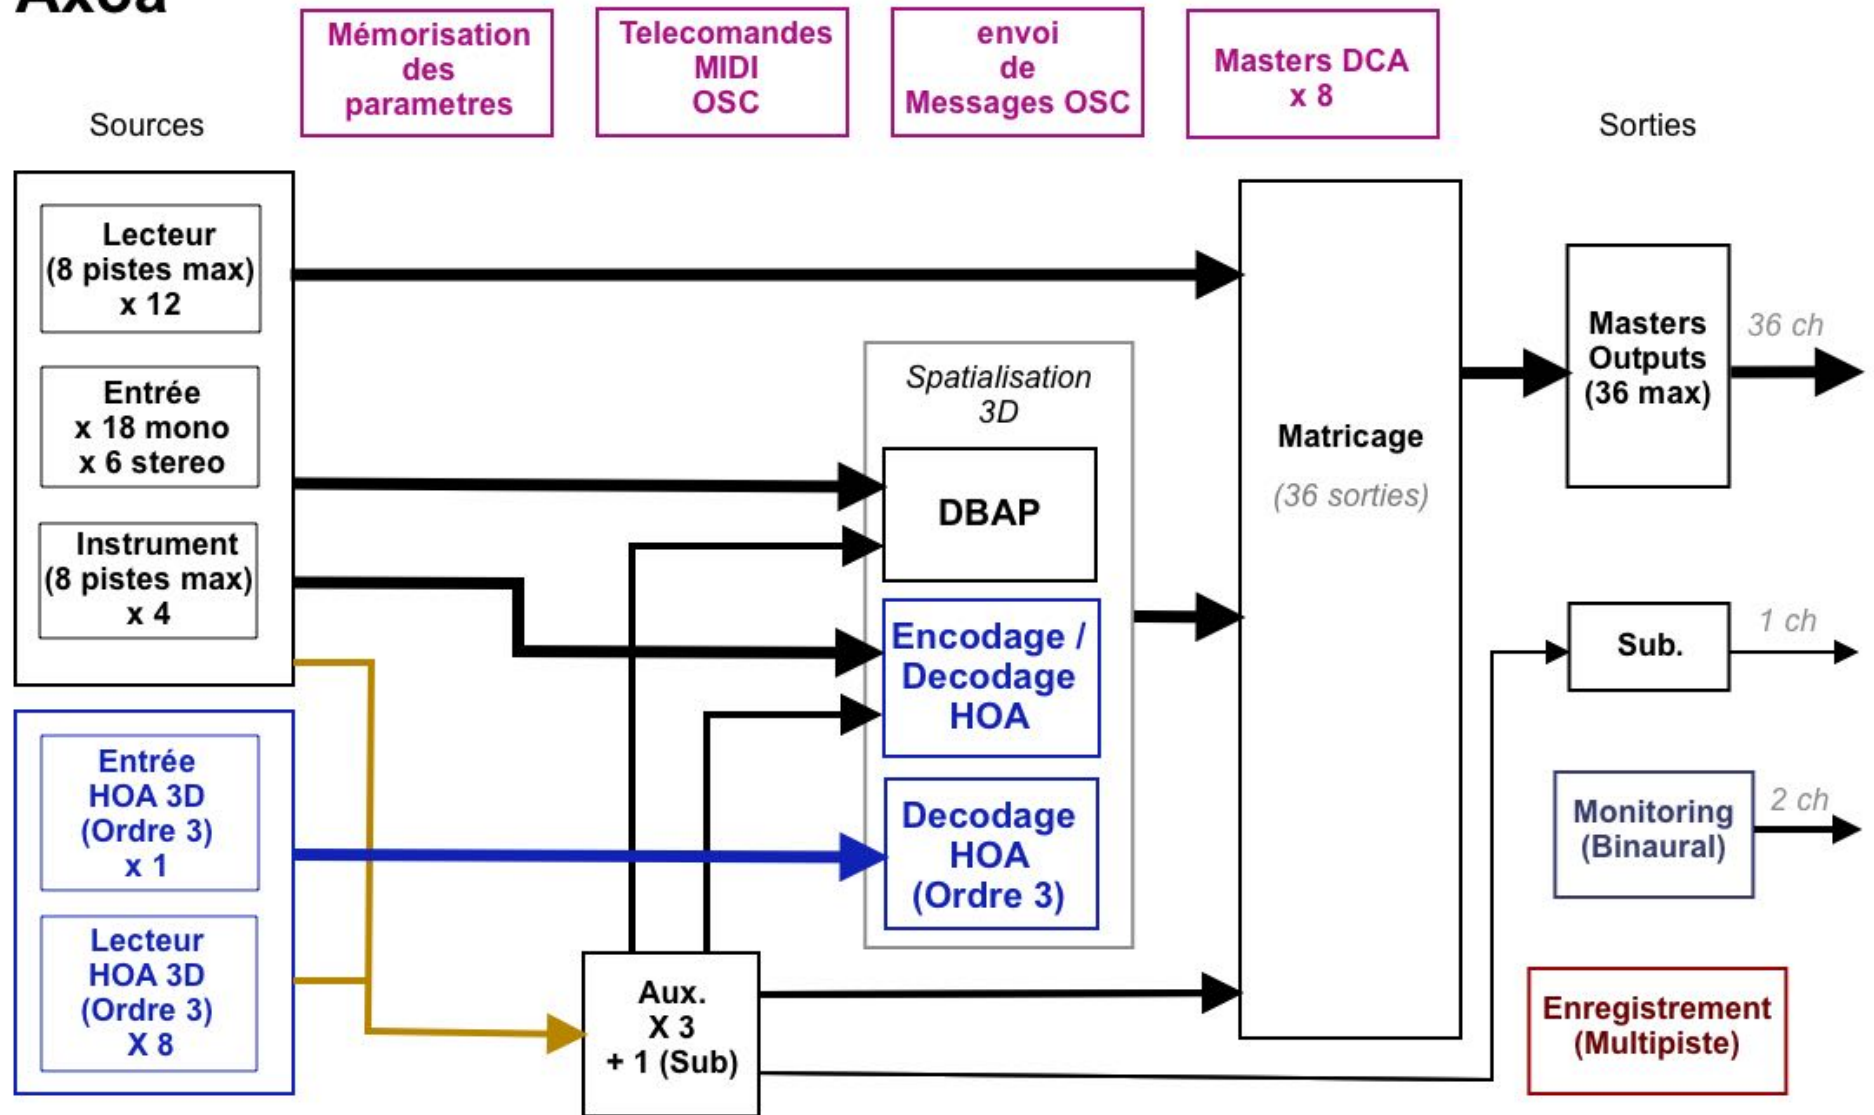 Mémorisation
des
parametres
Telecomandes
MIDI
OSC
envoi
de
Messages OSC
Masters DCA
x 8
Sources
Sorties
Lecteur
(8 pistes max)
x 12
Entrée
x 18 mono
x 6 stereo
Instrument
(8 pistes max)
x 4
Entrée
HOA 3D
(Ordre 3)
x 1
Lecteur
HOA 3D
(Ordre 3)
X 8
Spatialisation
3D
DBAP
Encodage /
Decodage
HOA
Decodage
HOA
(Ordre 3)
Aux.
X 3
+ 1 (Sub)
Matricage
(36 sorties)
Masters
Outputs
(36 max)
36 ch
Sub.
1 ch
Monitoring
(Binaural)
2 ch
Enregistrement
(Multipiste)